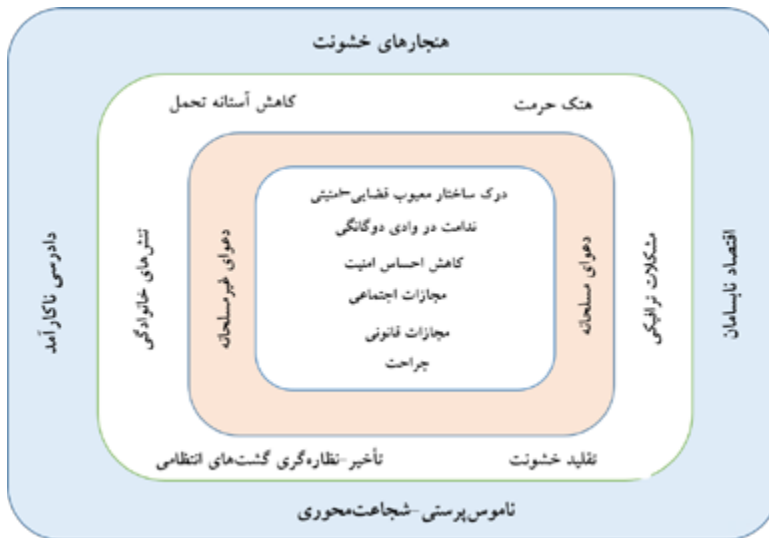 هنجارهای خشونت
هتک حرمت
کاهش آستانه تحمل
درک ساختار معیوب قضایی-امنیتی
ندامت در وادی دوگانگی
کاهش احساس امنیت
مجازات اجتماعی
مجازات قانونی
جراحت
اقتصاد نابسامان
مشکلات ترافیکی
دعوای مسلحانه
دعوای غیرمسلحانه
تنش‌های خانوادگی
دادرسی ناکارآمد
تقلید خشونت
تأخیر-نظاره‌گری گشت‌های انتظامی
ناموس‌پرستی-شجاعت‌محوری